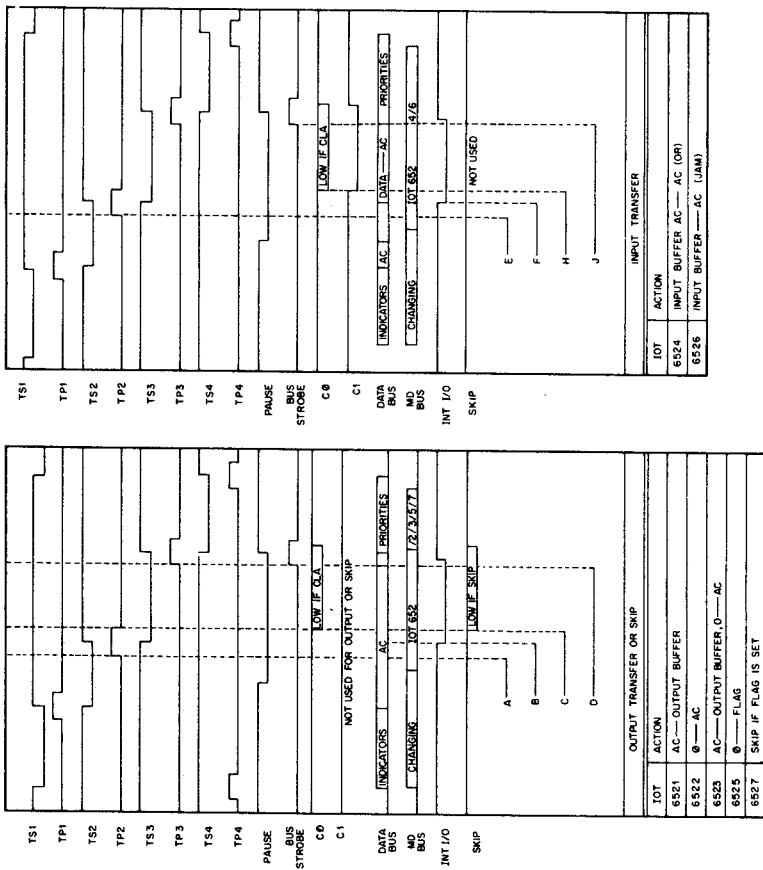 TS1
TP1
TS2
TP2
TS3
TP3
TS4
TP4
PAUSE
BUS
STROBE
CØ
LOW IF CLA
C1
DATA
BUS
INDICATORS
AC
DATA — AC
PRIORITIES
MD
BUS
CHANGING
IOT 652
4/6
INT I/O
SKIP
NOT USED
E
F
H
J
INPUT TRANSFER
IOT
ACTION
6524
INPUT BUFFER AC — AC (OR)
6526
INPUT BUFFER — AC (JAM)
TS1
TP1
TS2
TP2
TS3
TP3
TS4
TP4
PAUSE
BUS
STROBE
CØ
LOW IF CLA
C1
NOT USED FOR OUTPUT OR SKIP
DATA
BUS
INDICATORS
AC
PRIORITIES
MD
BUS
CHANGING
IOT 652
1/2/3/5/7
INT I/O
SKIP
LOW IF SKIP
A
B
C
D
OUTPUT TRANSFER OR SKIP
IOT
ACTION
6521
AC — OUTPUT BUFFER
6522
Ø — AC
6523
AC — OUTPUT BUFFER, O — AC
6525
Ø — FLAG
6527
SKIP IF FLAG IS SET